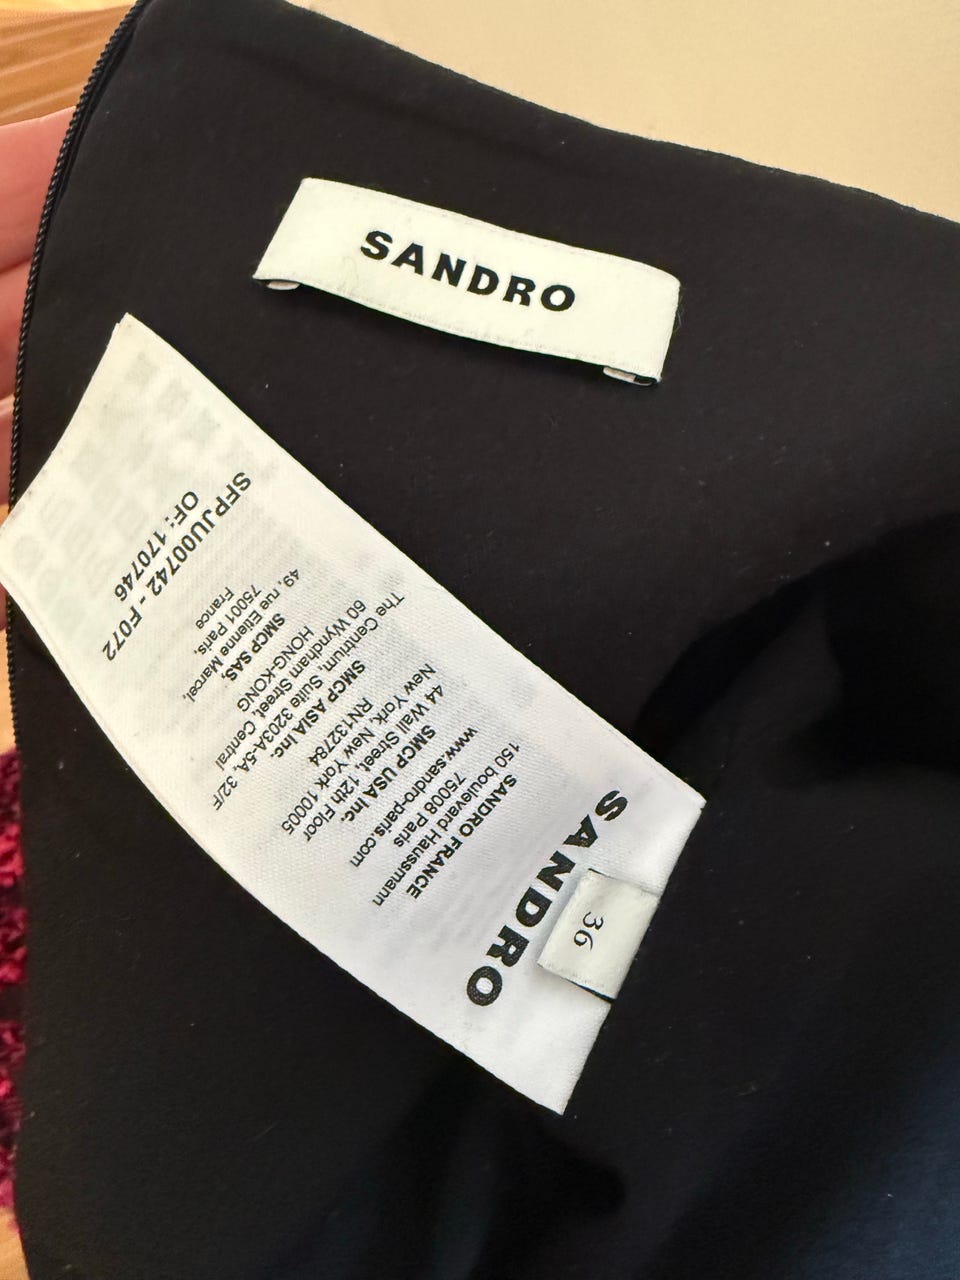 SANDRO
SANDRO
36
SANDRO FRANCE
150 boulevard Haussmann
75008 Paris
www.sandro-paris.com
SMCP USA Inc.
44 Wall Street, 12th Floor
New York, New York 10005
RN132784
SMCP ASIA Inc.
The Centrium, Suite 3203A-5A, 32/F
60 Wyndham Street, Central
HONG-KONG
SMCP SAS,
49, rue Etienne Marcel,
75001 Paris,
France
SFPJU00742 - F072
OF: 170746